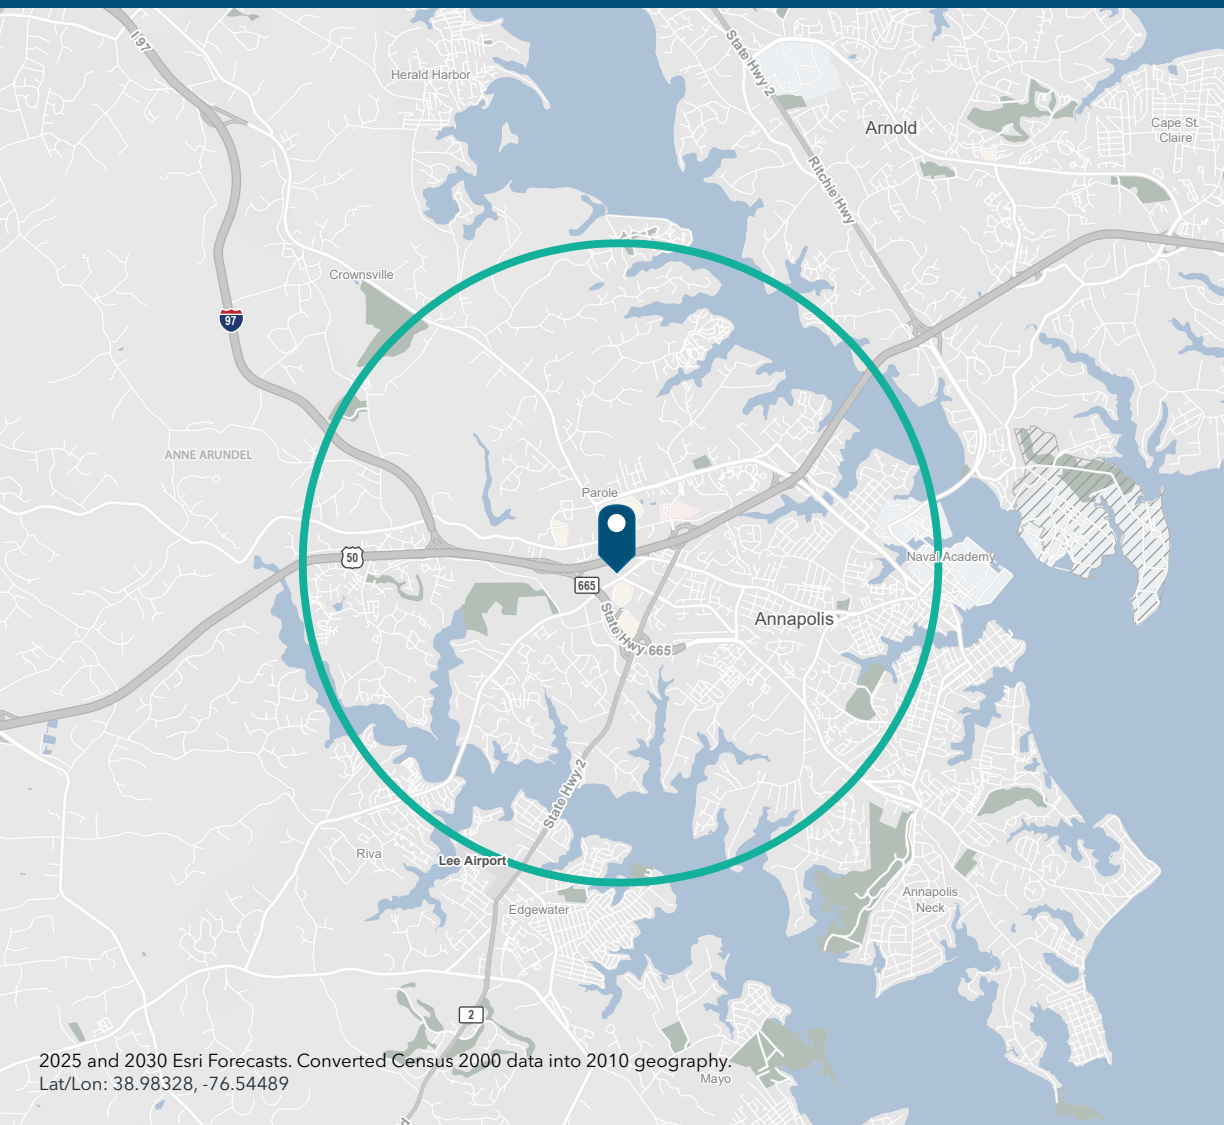 I 97
State Hwy 2
Herald Harbor
Arnold
Cape St.
Claire
Ritchie Hwy
Crownsville
97
ANNE ARUNDEL
Parole
50
Naval Academy
665
State Hwy 665
Annapolis
State Hwy 2
Riva
Lee Airport
Annapolis
Neck
Edgewater
2
2025 and 2030 Esri Forecasts. Converted Census 2000 data into 2010 geography.
Mayo
Lat/Lon: 38.98328, -76.54489